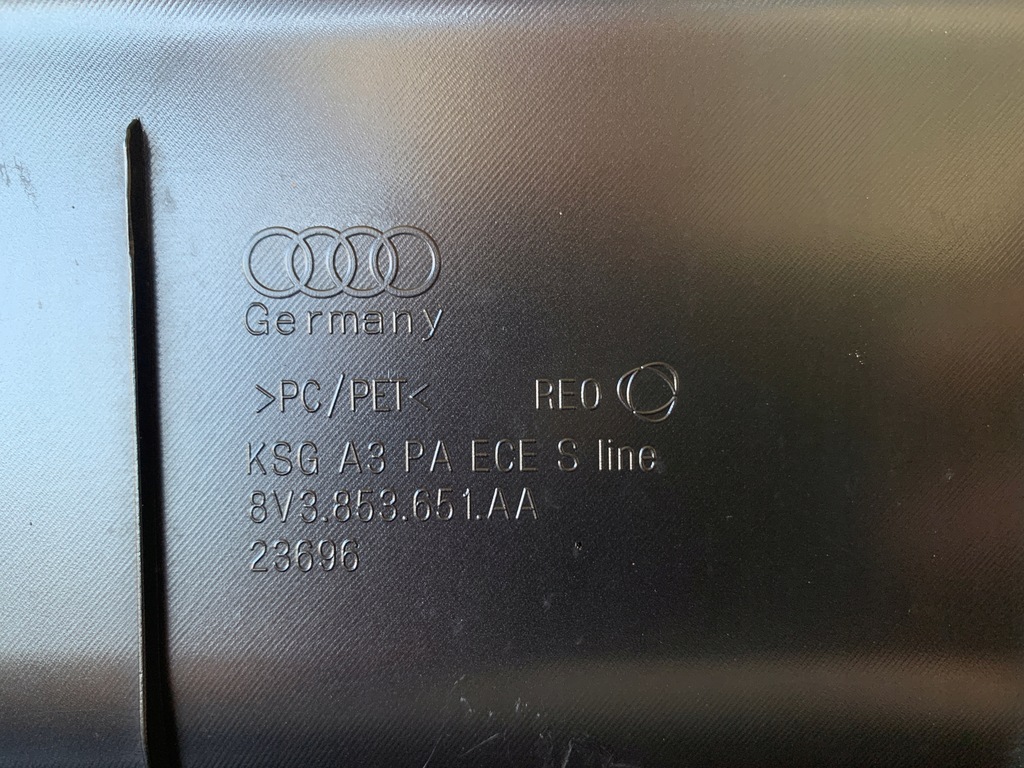 Germany
>PC/PET< REO
KSG A3 PA ECE S line
8V3.853.651.AA
23696